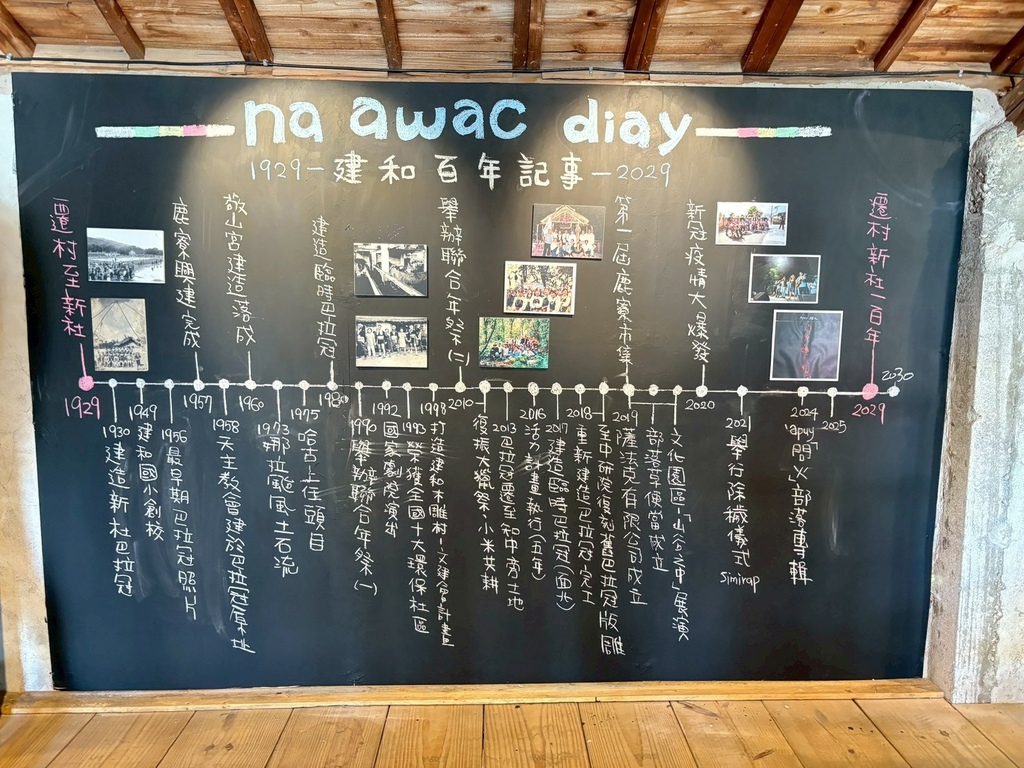 na awac diay
1929－建和百年記事－2029
遷村至新社
鹿寮興建完成
敬山宮建造落成
建造臨時巴拉冠
舉辦聯合年祭(二)
第一屆鹿寮市集
新冠疫情大爆發
遷村新社一百年
1929
1930 建造新社巴拉冠
1949 建和國小創校
1956 最早期巴拉冠照片
1957
1958 天主教會建於巴拉冠原址
1960
1973 娜拉颱風土石流
1975 哈古上任頭目
1980
1990 舉辦聯合年祭(一)
1992 國家劇院演出
1993 榮獲全國十大環保社區
1998 打造建和木雕村-文建會計畫
2010
復振樂祭、小米共耕
2013 巴拉冠遷至知中旁土地
2016 活力計畫執行(五年)
2017 建造臨時巴拉冠(面北)
2018 重新建造巴拉冠完工
至中研院復刻舊巴拉冠版雕
2019 薩法克有限公司成立
部落享便當成立
文化園區-「山谷之中」展演
2020
2021 舉行除穢儀式 Simirap
2024 'apuy「問火」部落專輯
2025
2029
2030